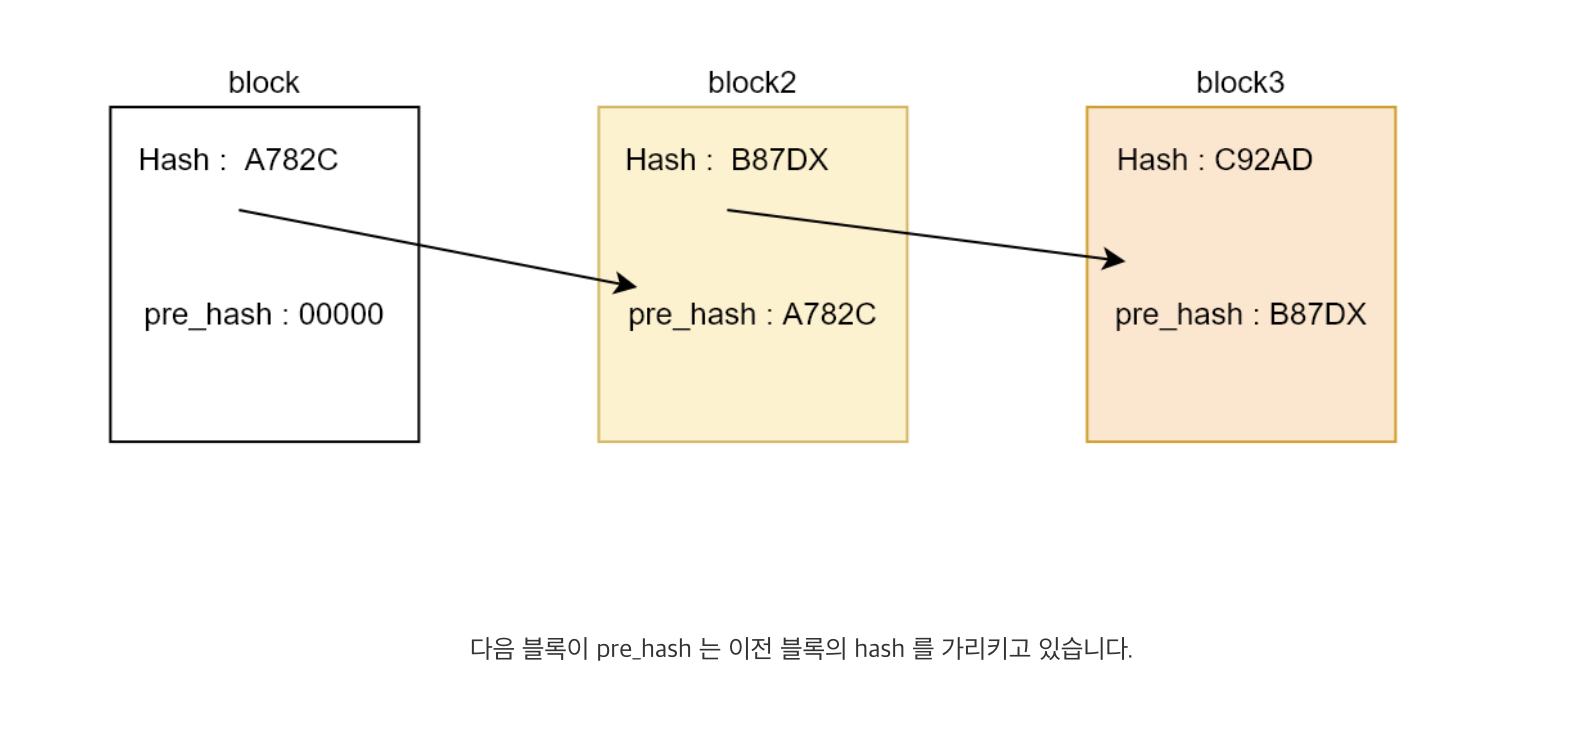 block
block2
block3
Hash :  A782C
Hash :  B87DX
Hash : C92AD
pre_hash : 00000
pre_hash : A782C
pre_hash : B87DX
다음 블록이 pre_hash 는 이전 블록의 hash 를 가리키고 있습니다.